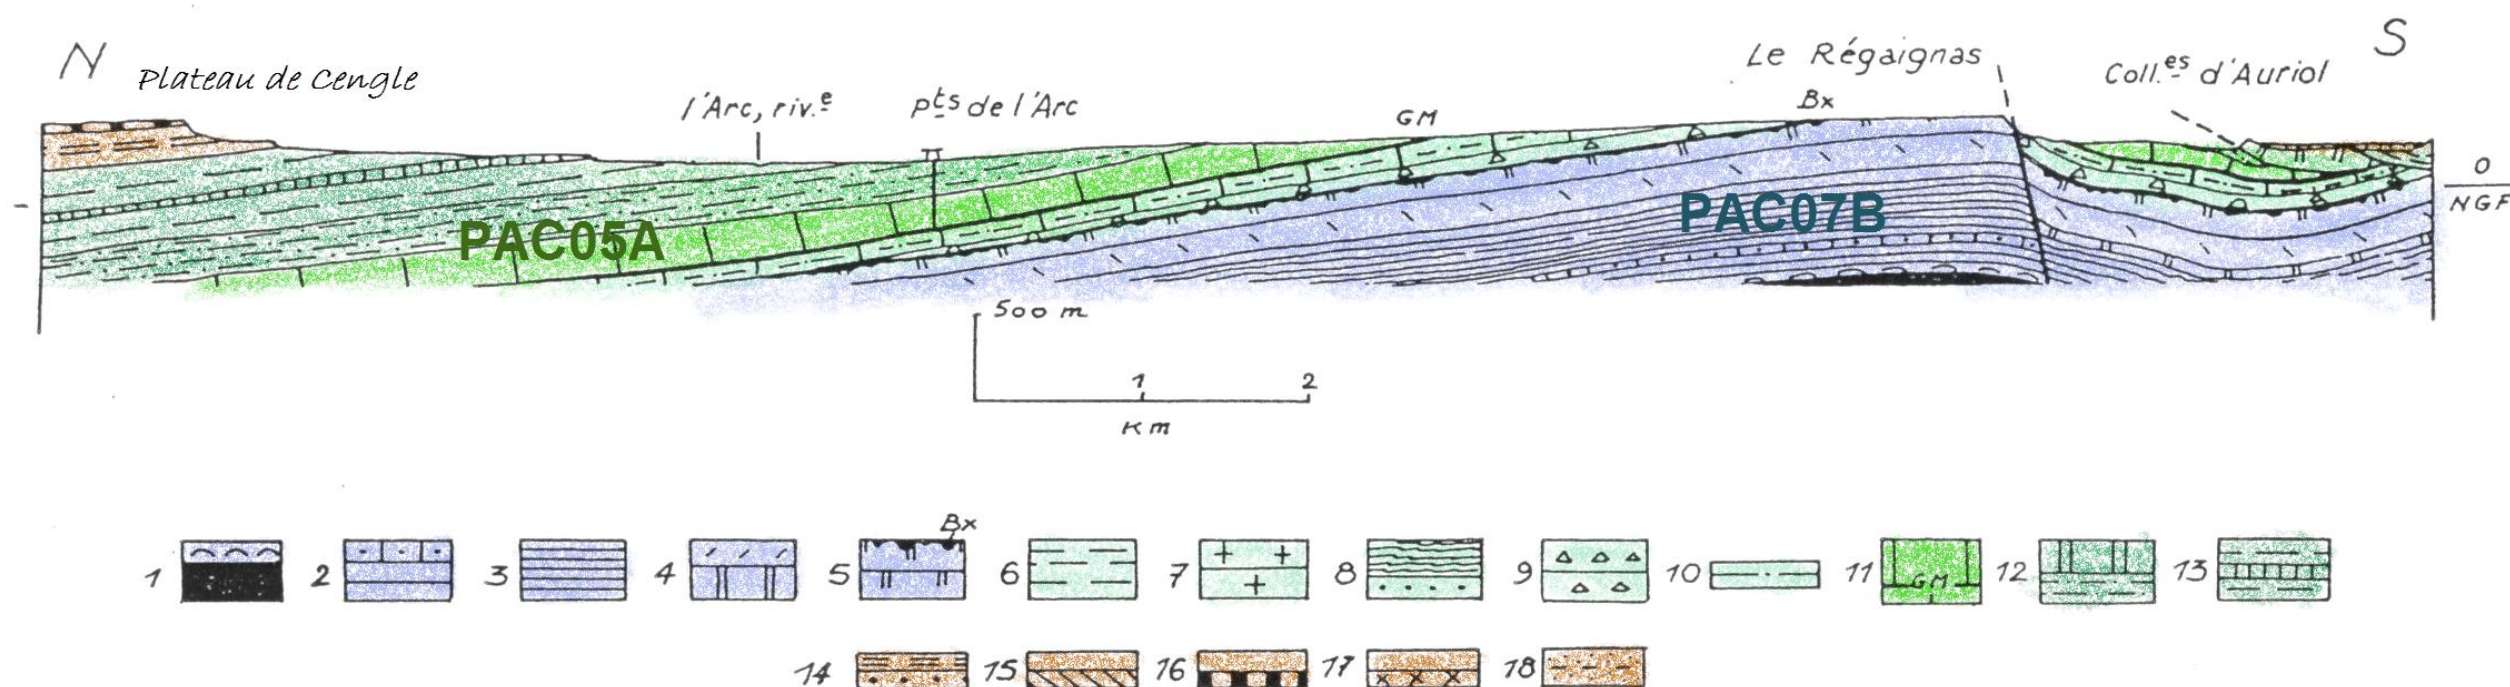 N
S
Plateau de Cengle
l'Arc, riv.e
Pts de l'Arc
GM
Le Régaignas
Bx
Coll.es d'Auriol
O
NGF
PAC05A
PAC07B
500 m
1 2
Km
Bx
1 2 3 4 5 6 7 8 9 10 11 GM 12 13
14 15 16 17 18